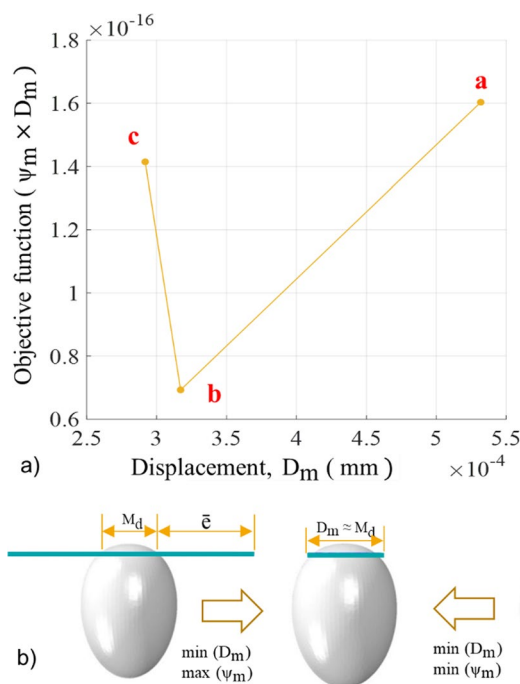 ×10⁻¹⁶
1.8
1.6
1.4
1.2
1
0.8
0.6
Objective function ( ψm × Dm)
a
c
b
2.5 3 3.5 4 4.5 5 5.5
×10⁻⁴
a) Displacement, Dm ( mm )
Md ē Dm ≈ Md
min (Dm) min (Dm)
b) max (ψm) min (ψm)